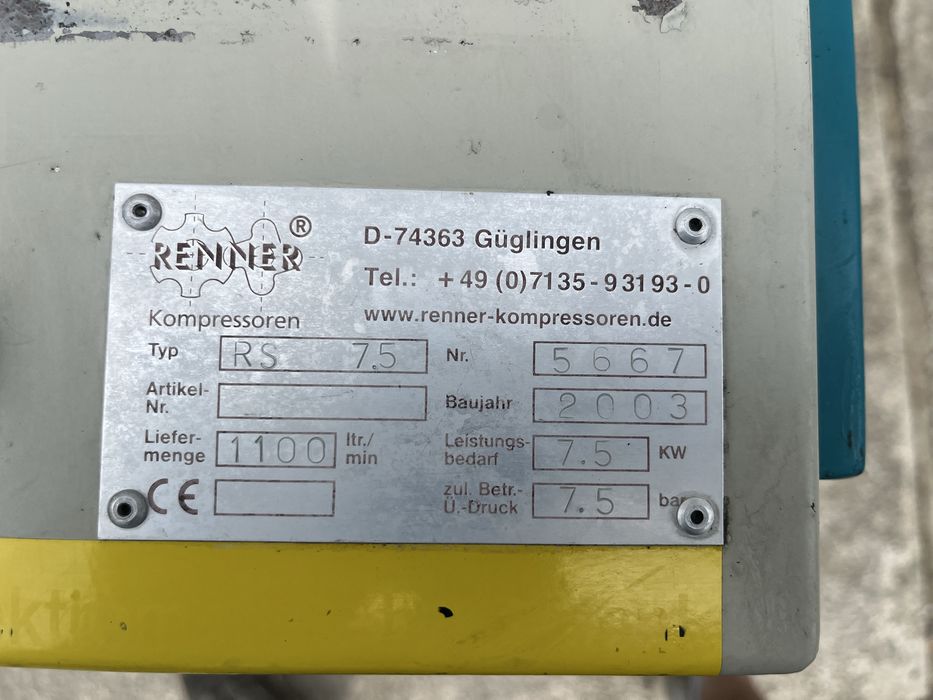 RENNER®
Kompressoren
D-74363 Güglingen
Tel.: +49 (0)7135-93193-0
www.renner-kompressoren.de
Typ RS 7.5 Nr. 5667
Artikel-
Nr.
Baujahr 2003
Liefer-
menge 1100 ltr./
min
Leistungs-
bedarf 7.5 KW
CE
zul. Betr.-
Ü.-Druck 7.5 bar